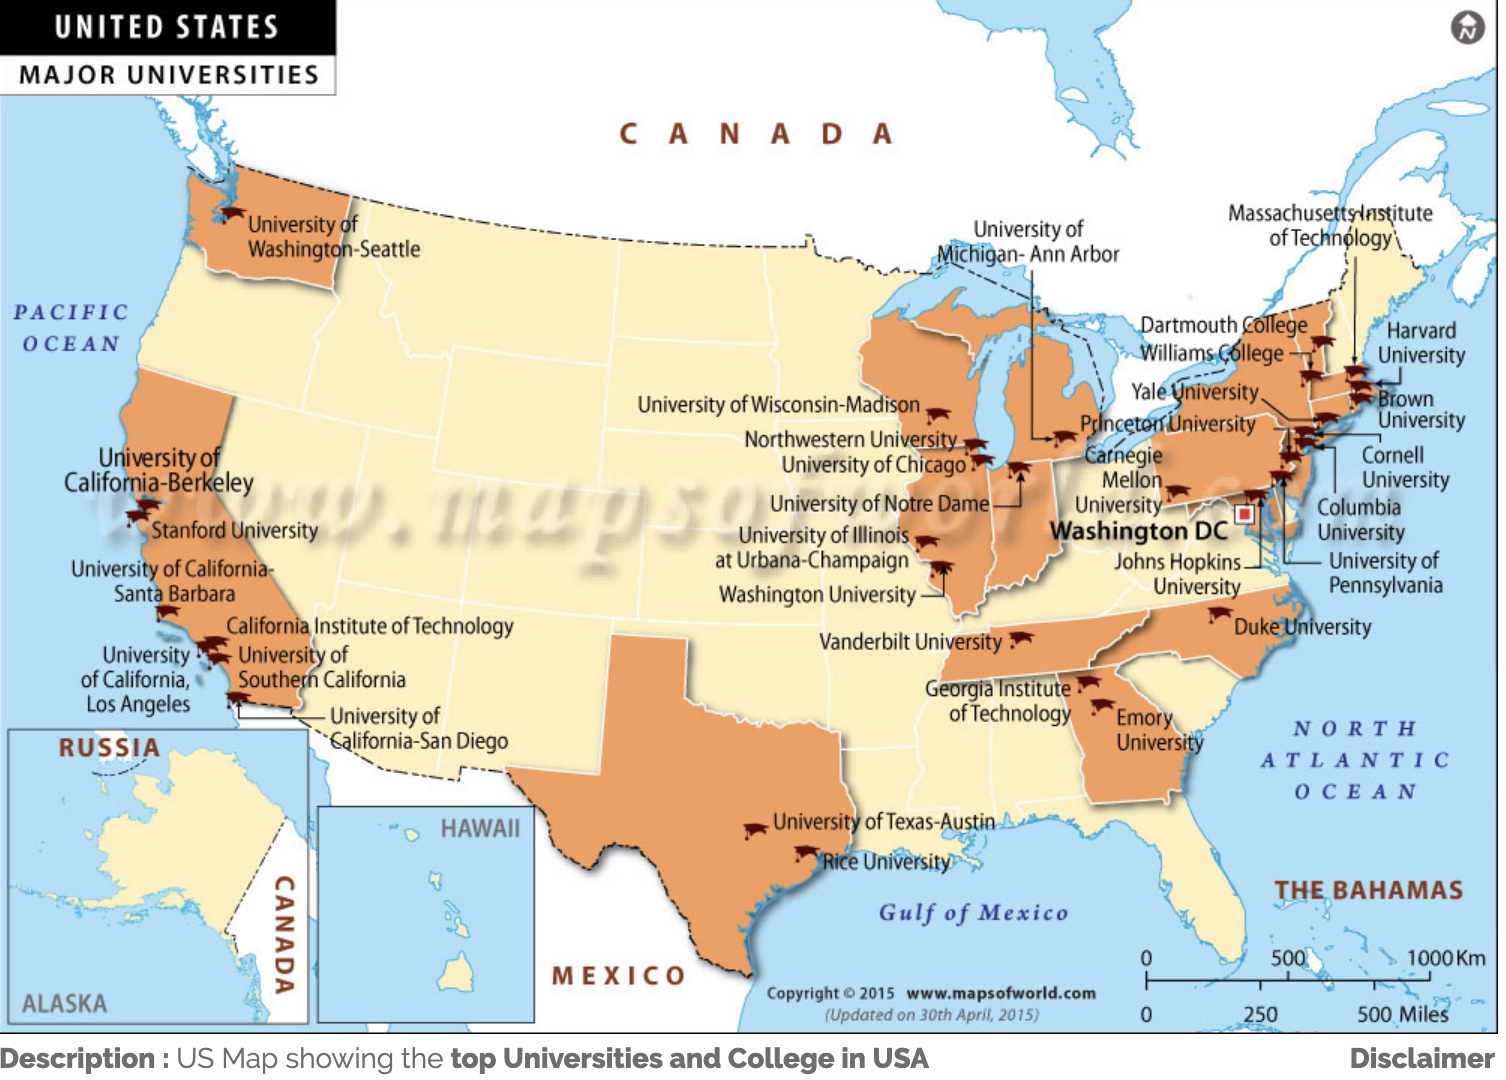 UNITED STATES
MAJOR UNIVERSITIES
N
CANADA
PACIFIC
OCEAN
University of
Washington-Seattle
University of
Michigan- Ann Arbor
Massachusetts Institute
of Technology
Dartmouth College
Williams College
Harvard
University
Yale University
Brown
University
Princeton University
University of Wisconsin-Madison
Northwestern University
University of Chicago
Carnegie
Mellon
University
Cornell
University
University of Notre Dame
Columbia
University
Washington DC
University of Illinois
at Urbana-Champaign
Johns Hopkins
University
University of
Pennsylvania
Washington University
University of
California-Berkeley
Stanford University
www.mapsofworld.com
University of California-
Santa Barbara
California Institute of Technology
University
of California,
Los Angeles
University of
Southern California
University of
California-San Diego
Vanderbilt University
Duke University
Georgia Institute
of Technology
Emory
University
NORTH
ATLANTIC
OCEAN
University of Texas-Austin
Rice University
RUSSIA
CANADA
ALASKA
HAWAII
MEXICO
Gulf of Mexico
THE BAHAMAS
0 500 1000 Km
0 250 500 Miles
Copyright © 2015 www.mapsofworld.com
(Updated on 30th April, 2015)
Description : US Map showing the top Universities and College in USA
Disclaimer